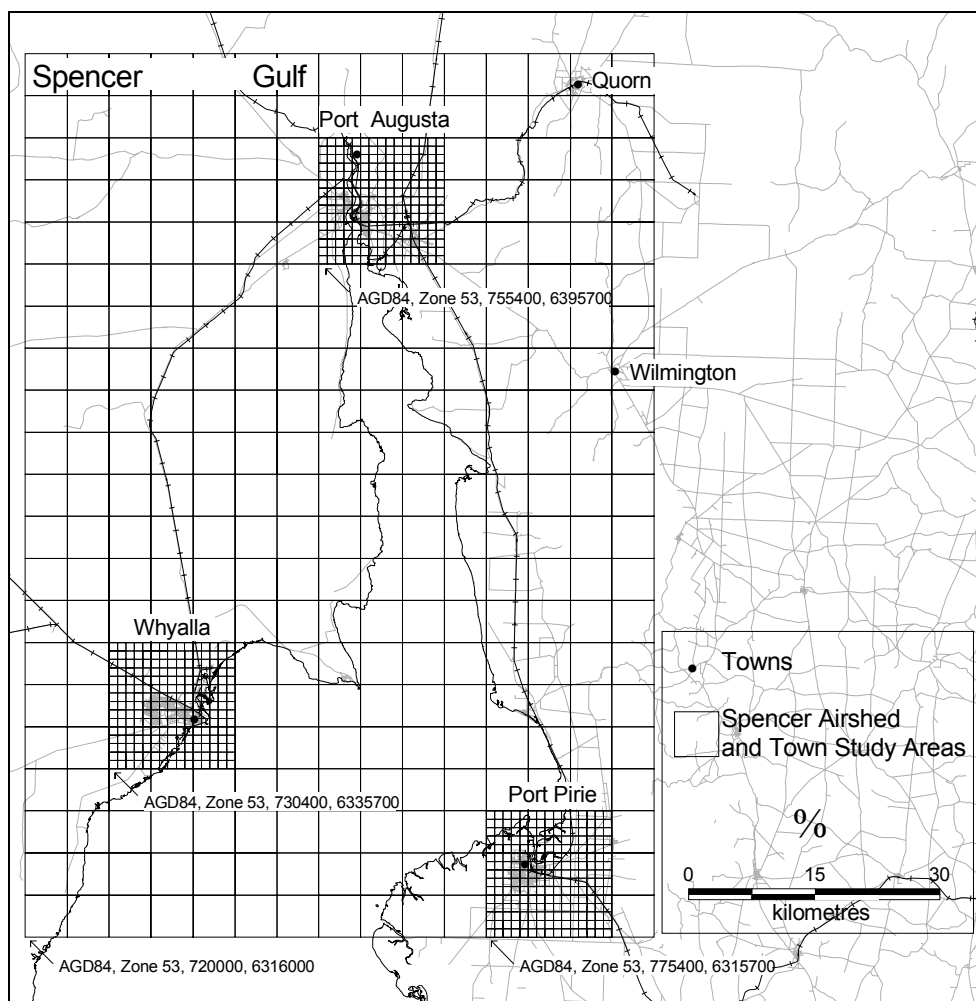 Spencer Gulf
Quorn
Port Augusta
AGD84, Zone 53, 755400, 6395700
Wilmington
Whyalla
Towns
Spencer Airshed
and Town Study Areas
AGD84, Zone 53, 730400, 6335700
Port Pirie
%
0 15 30
kilometres
AGD84, Zone 53, 720000, 6316000
AGD84, Zone 53, 775400, 6315700